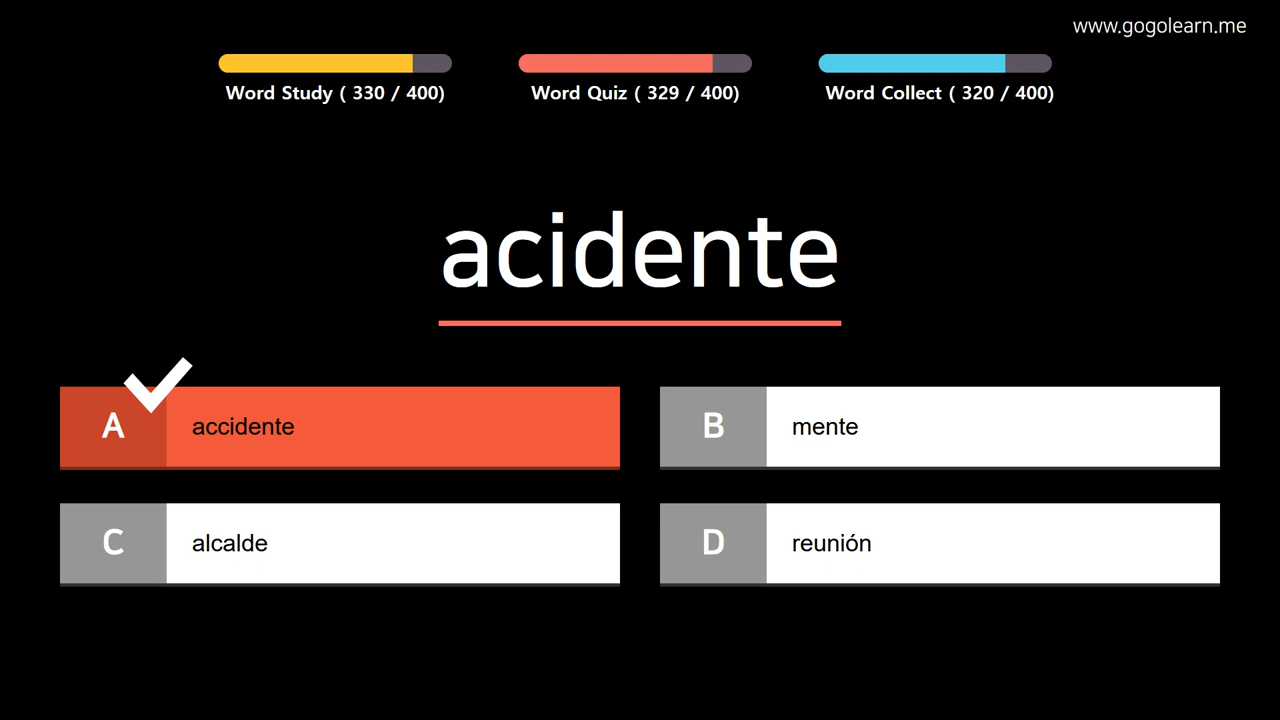 www.gogolearn.me
Word Study ( 330 / 400)
Word Quiz ( 329 / 400)
Word Collect ( 320 / 400)
acidente
A accidente
B mente
C alcalde
D reunión